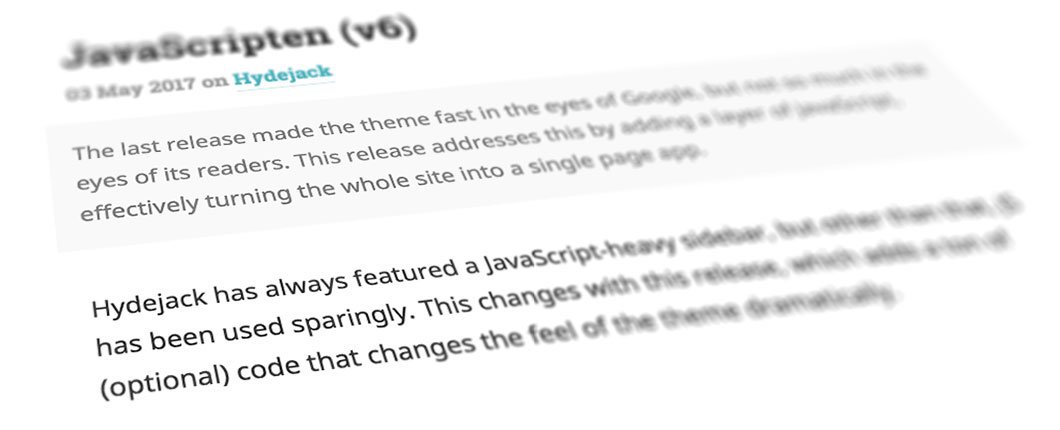 JavaScripten (v6)
03 May 2017 on Hydejack
The last release made the theme fast in the eyes of Google, but not so much in the
eyes of its readers. This release addresses this by adding a layer of JavaScript,
effectively turning the whole site into a single page app.
Hydejack has always featured a JavaScript-heavy sidebar, but other than that, JS
has been used sparingly. This changes with this release, which adds a ton of
(optional) code that changes the feel of the theme dramatically.